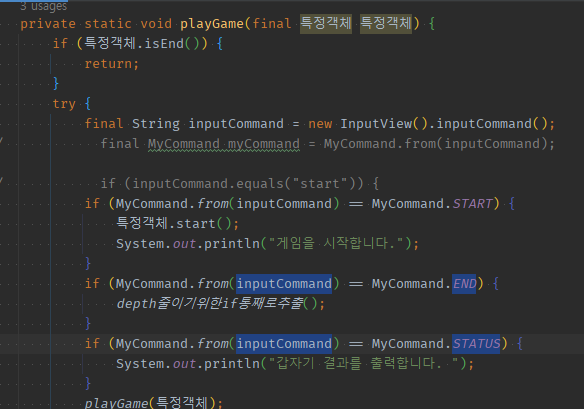 3 usages
private static void playGame(final 특정객체 특정객체) {
if (특정객체.isEnd()) {
return;
}
try {
final String inputCommand = new InputView().inputCommand();
/ final MyCommand myCommand = MyCommand.from(inputCommand);
/ if (inputCommand.equals("start")) {
if (MyCommand.from(inputCommand) == MyCommand.START) {
특정객체.start();
System.out.println("게임을 시작합니다.");
}
if (MyCommand.from(inputCommand) == MyCommand.END) {
depth줄이기위한if통째로추출();
}
if (MyCommand.from(inputCommand) == MyCommand.STATUS) {
System.out.println("갑자기 결과를 출력합니다. ");
}
playGame(특정객체);